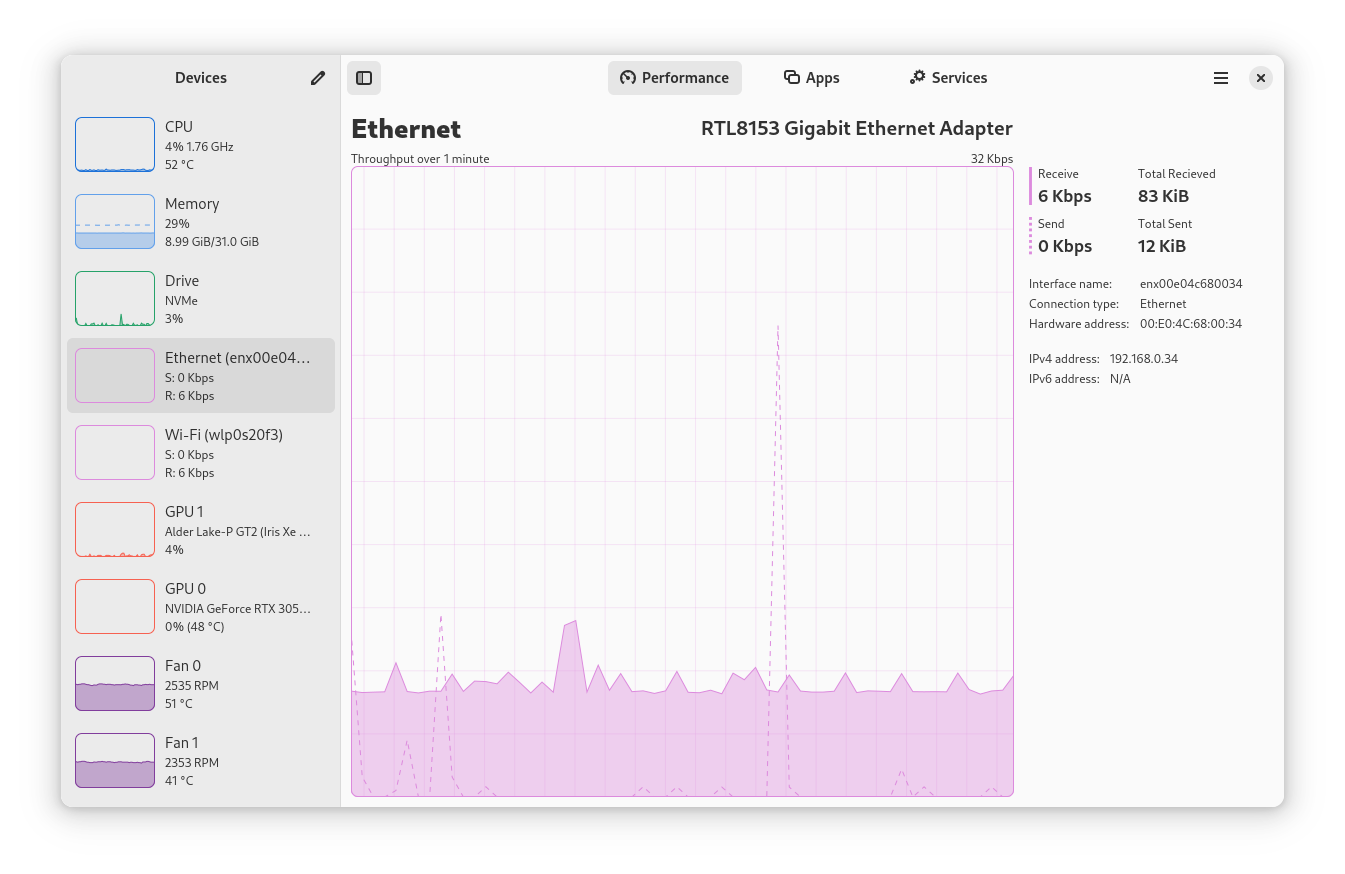 Devices
Performance
Apps
Services
CPU
4% 1.76 GHz
52 °C
Memory
29%
8.99 GiB/31.0 GiB
Drive
NVMe
3%
Ethernet (enx00e04…
S: 0 Kbps
R: 6 Kbps
Wi-Fi (wlp0s20f3)
S: 0 Kbps
R: 6 Kbps
GPU 1
Alder Lake-P GT2 (Iris Xe …
4%
GPU 0
NVIDIA GeForce RTX 305…
0% (48 °C)
Fan 0
2535 RPM
51 °C
Fan 1
2353 RPM
41 °C
Ethernet
RTL8153 Gigabit Ethernet Adapter
Throughput over 1 minute
32 Kbps
Receive
6 Kbps
Total Recieved
83 KiB
Send
0 Kbps
Total Sent
12 KiB
Interface name: enx00e04c680034
Connection type: Ethernet
Hardware address: 00:E0:4C:68:00:34
IPv4 address: 192.168.0.34
IPv6 address: N/A